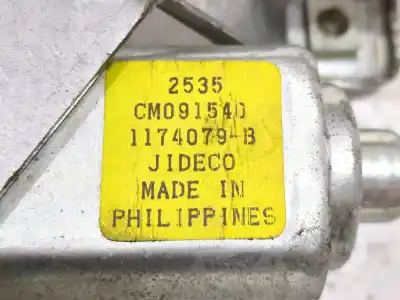 2535
CM091540
1174079-B
JIDECO
MADE IN
PHILIPPINES